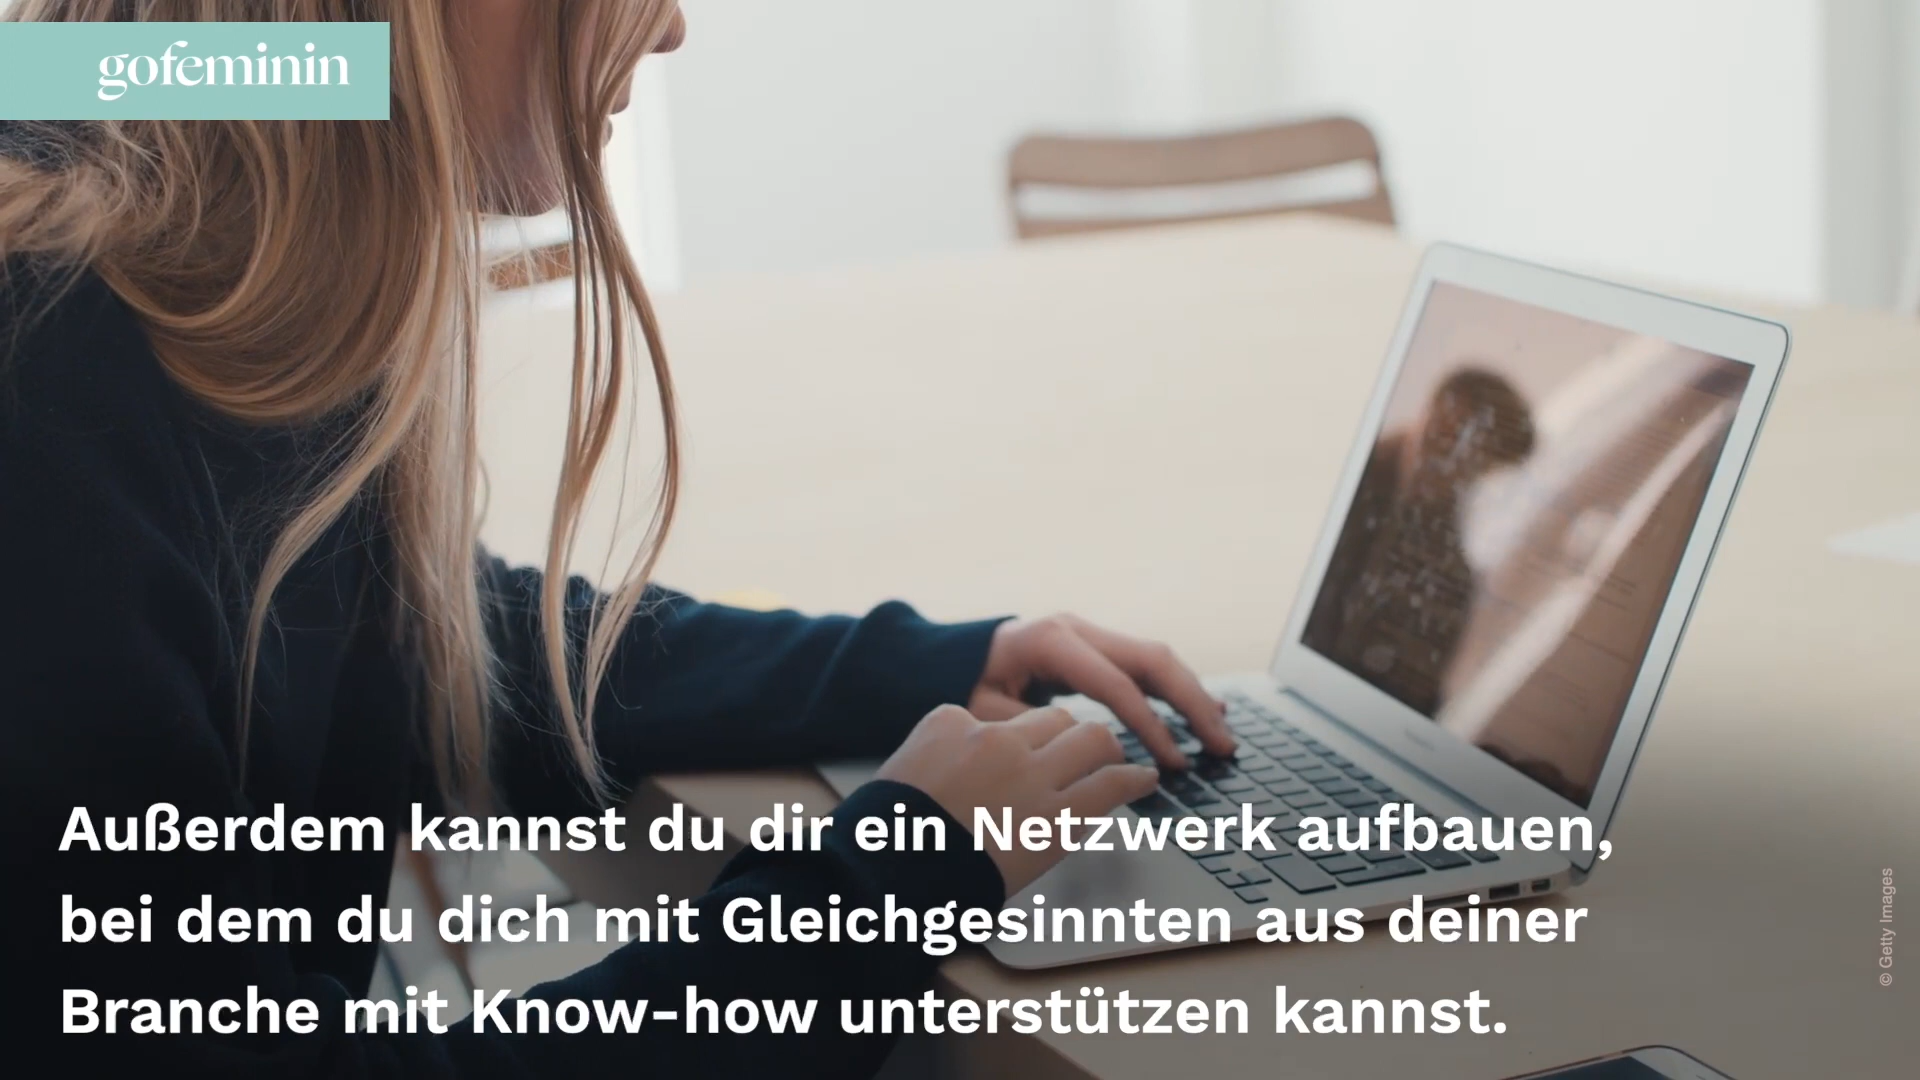 gofeminin
Außerdem kannst du dir ein Netzwerk aufbauen,
bei dem du dich mit Gleichgesinnten aus deiner
Branche mit Know-how unterstützen kannst.
© Getty Images